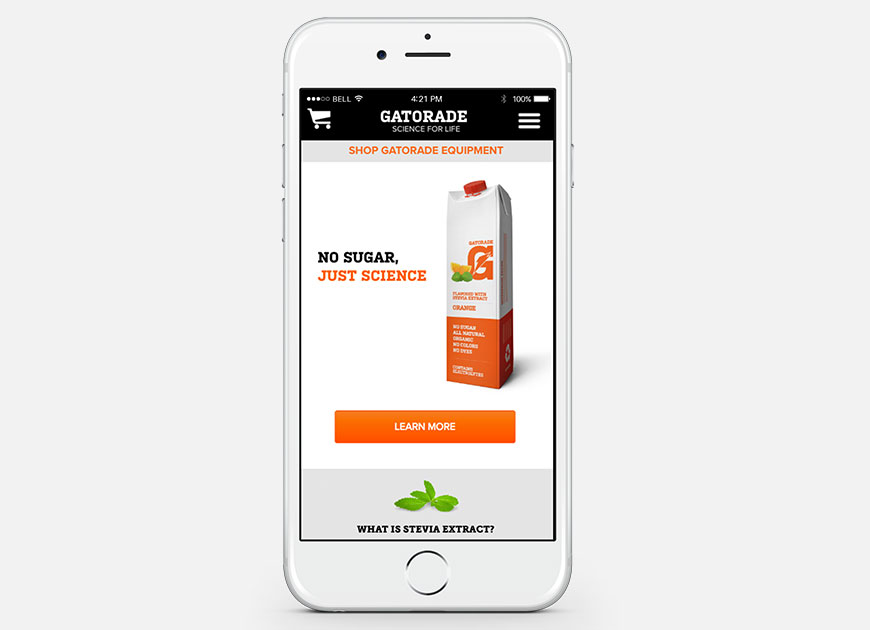 BELL 4:21 PM 100%
GATORADE
SCIENCE FOR LIFE
SHOP GATORADE EQUIPMENT
NO SUGAR,
JUST SCIENCE
GATORADE
G
FLAVORED WITH
STEVIA EXTRACT
ORANGE
NO SUGAR
ALL NATURAL
ORGANIC
NO COLORS
NO DYES
CONTAINS
ELECTROLYTES
LEARN MORE
WHAT IS STEVIA EXTRACT?